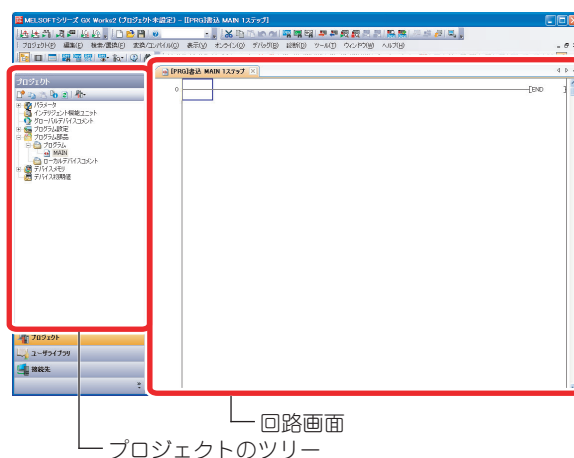 MELSOFTシリーズ GX Works2 (プロジェクト未設定) - [[PRG]書込 MAIN 1ステップ]
プロジェクト(P) 編集(E) 検索/置換(F) 変換/コンパイル(C) 表示(V) オンライン(O) デバッグ(B) 診断(D) ツール(T) ウィンドウ(W) ヘルプ(H)
プロジェクト
[PRG]書込 MAIN 1ステップ
パラメータ
インテリジェント機能ユニット
グローバルデバイスコメント
プログラム設定
プログラム部品
プログラム
MAIN
ローカルデバイスコメント
デバイスメモリ
デバイス初期値
0
[END ]
プロジェクト
ユーザライブラリ
接続先
回路画面
プロジェクトのツリー